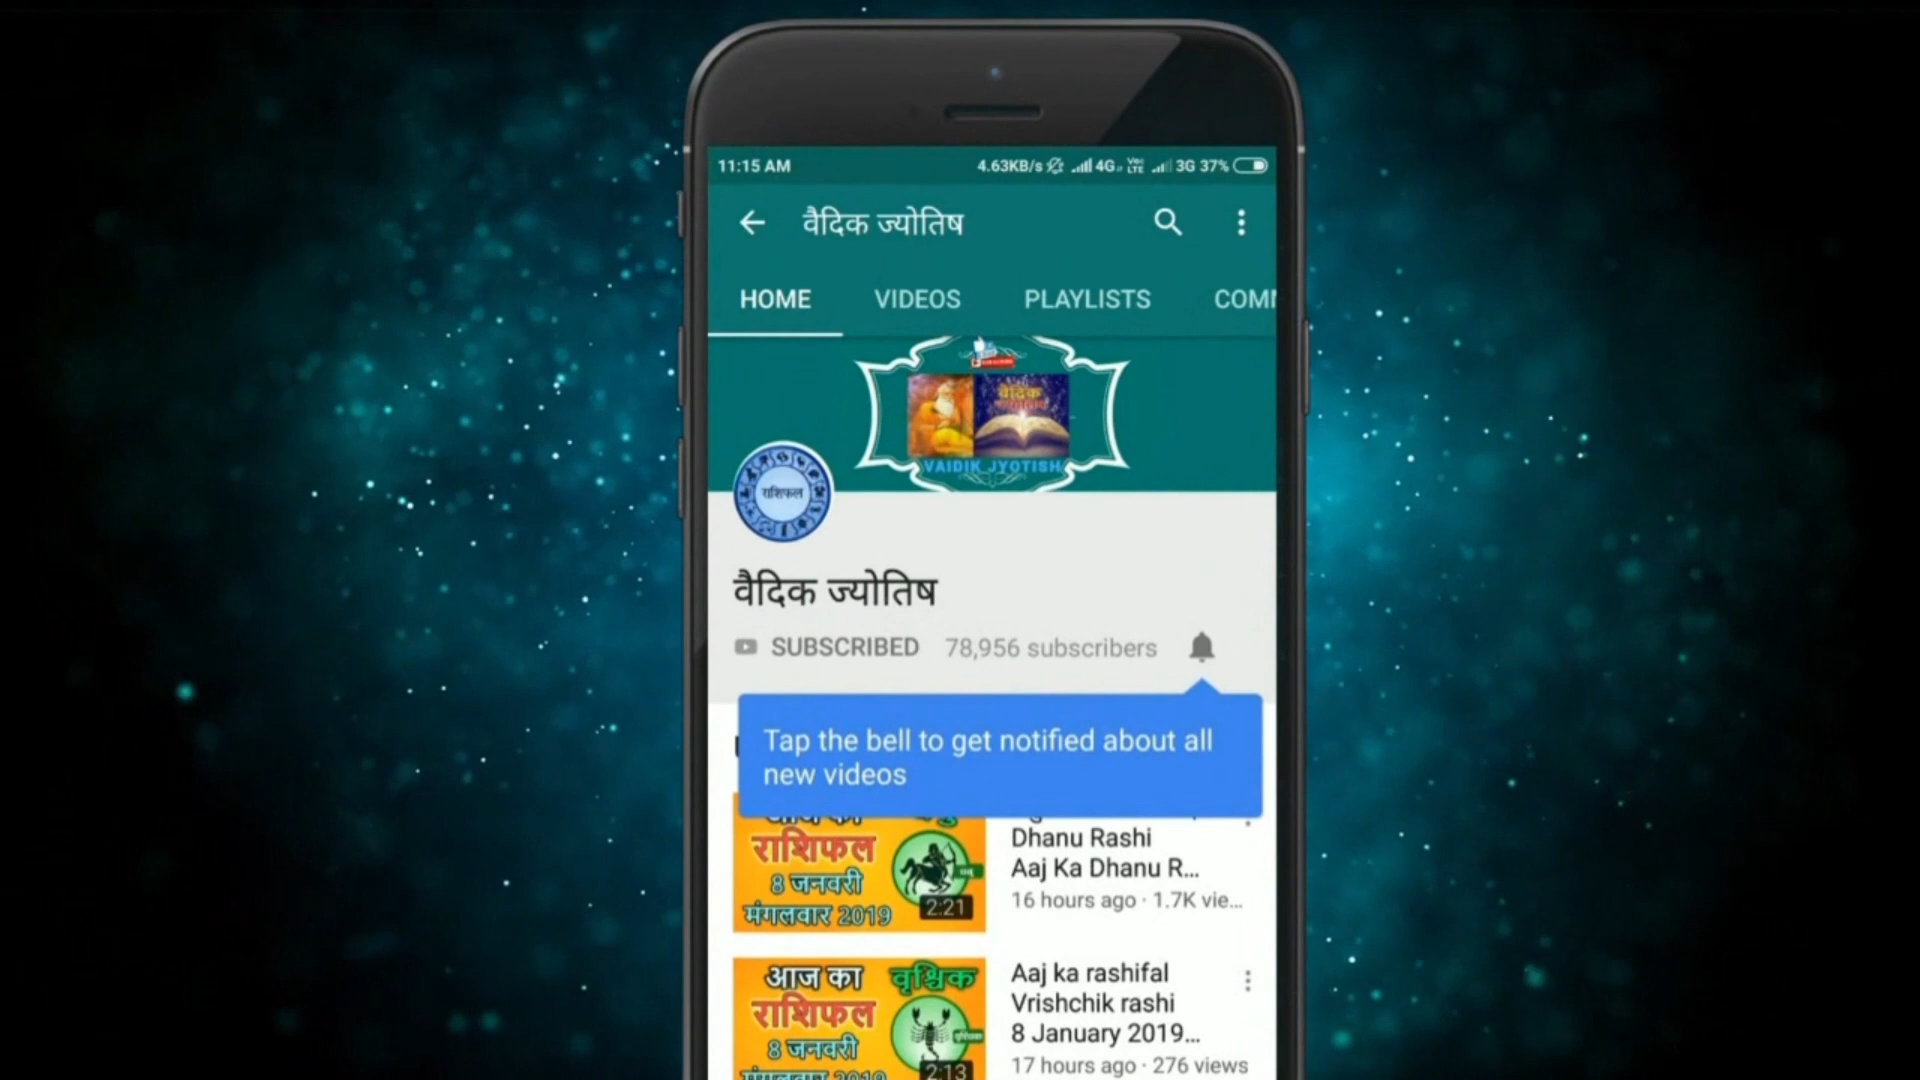 11:15 AM 4.63KB/s 4G VoLTE 3G 37%
वैदिक ज्योतिष
HOME VIDEOS PLAYLISTS COM
वैदिक
VAIDIK JYOTISH
राशिफल
वैदिक ज्योतिष
SUBSCRIBED 78,956 subscribers
Tap the bell to get notified about all
new videos
राशिफल
8 जनवरी
मंगलवार 2019
2:21
Dhanu Rashi
Aaj Ka Dhanu R...
16 hours ago · 1.7K vie...
आज का वृश्चिक
राशिफल
8 जनवरी
2:13
Aaj ka rashifal
Vrishchik rashi
8 January 2019...
17 hours ago · 276 views